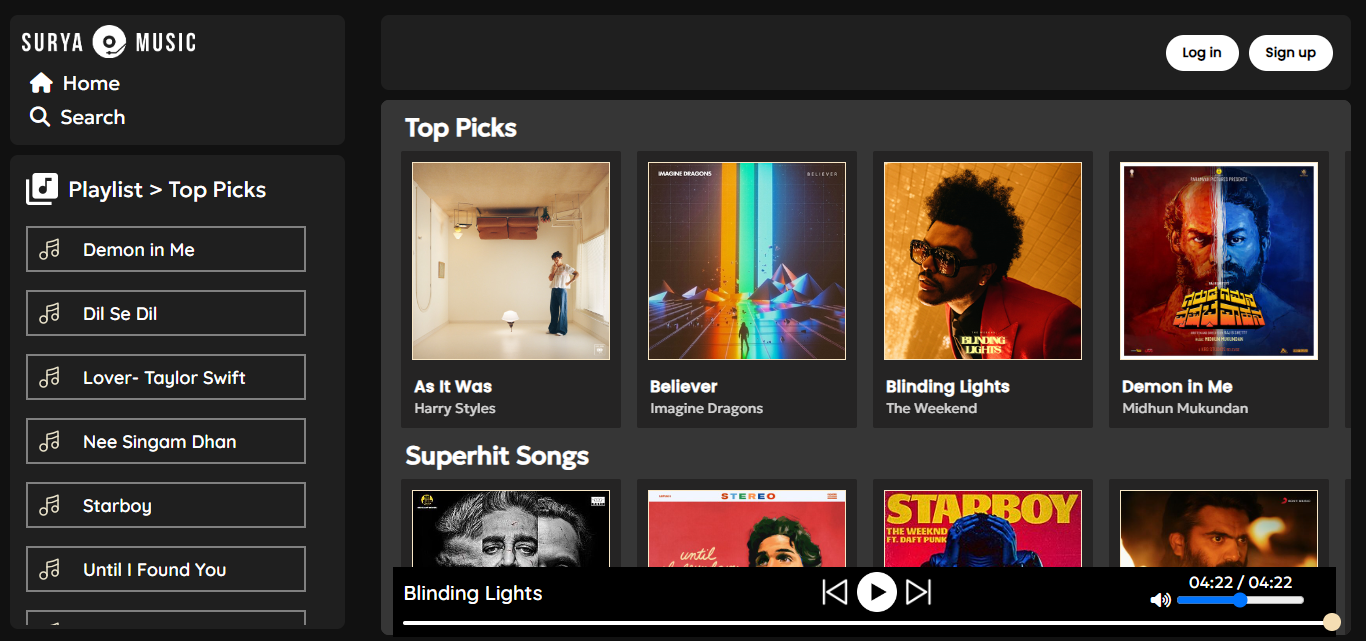 SURYA MUSIC
Home
Search
Playlist > Top Picks
Demon in Me
Dil Se Dil
Lover- Taylor Swift
Nee Singam Dhan
Starboy
Until I Found You
Log in
Sign up
Top Picks
IMAGINE DRAGONS
BELIEVER
BLINDING
LIGHTS
As It Was
Harry Styles
Believer
Imagine Dragons
Blinding Lights
The Weekend
Demon in Me
Midhun Mukundan
Superhit Songs
STEREO
until
STARBOY
THE WEEKND
FT. DAFT PUNK
Blinding Lights
04:22 / 04:22